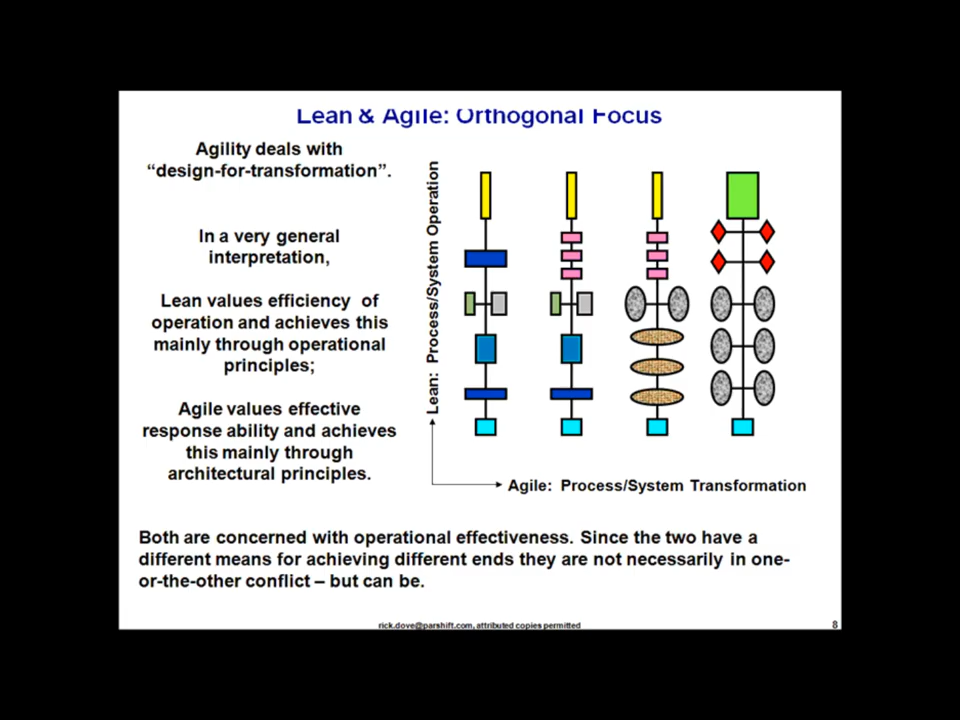 Lean & Agile: Orthogonal Focus
Agility deals with
“design-for-transformation”.
In a very general
interpretation,
Lean values efficiency of
operation and achieves this
mainly through operational
principles;
Agile values effective
response ability and achieves
this mainly through
architectural principles.
Lean: Process/System Operation
Agile: Process/System Transformation
Both are concerned with operational effectiveness. Since the two have a
different means for achieving different ends they are not necessarily in one-
or-the-other conflict – but can be.
rick.dove@parshift.com, attributed copies permitted
8